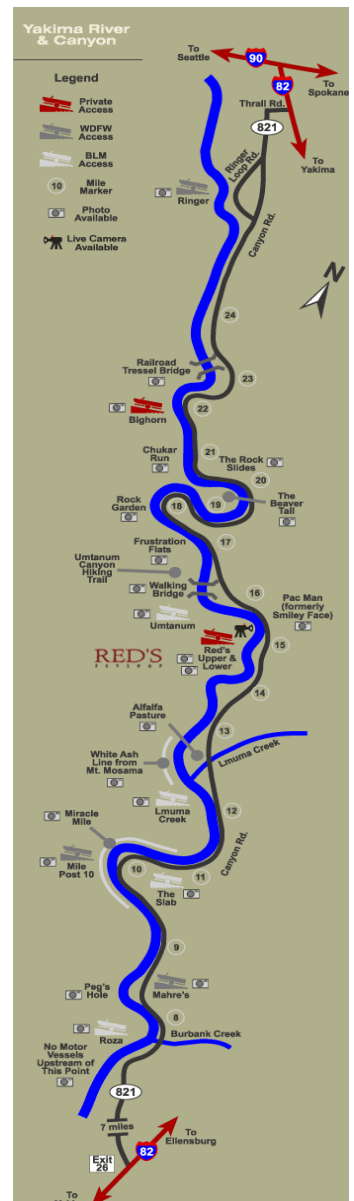 Yakima River
& Canyon
Legend
Private
Access
WDFW
Access
BLM
Access
10
Mile
Marker
Photo
Available
Live Camera
Available
To
Seattle
90
To
Spokane
82
Thrall Rd.
821
To
Yakima
Ringer
Loop Rd.
Ringer
Canyon Rd.
N
24
Railroad
Tressel Bridge
23
22
Bighorn
21
Chukar
Run
The Rock
Slides
20
Rock
Garden
18
19
The
Beaver
Tail
17
Frustration
Flats
Umtanum
Canyon
Hiking
Trail
Walking
Bridge
16
Umtanum
Pac Man
(formerly
Smiley Face)
RED'S
FLY SHOP
Red's
Upper &
Lower
15
14
Alfalfa
Pasture
13
Lmuma Creek
White Ash
Line from
Mt. Mosama
Lmuma
Creek
12
Miracle
Mile
Canyon Rd.
Mile
Post 10
10
11
The
Slab
9
Peg's
Hole
Mahre's
8
Roza
Burbank Creek
No Motor
Vessels
Upstream of
This Point
821
7 miles
To
Ellensburg
82
Exit
26
To